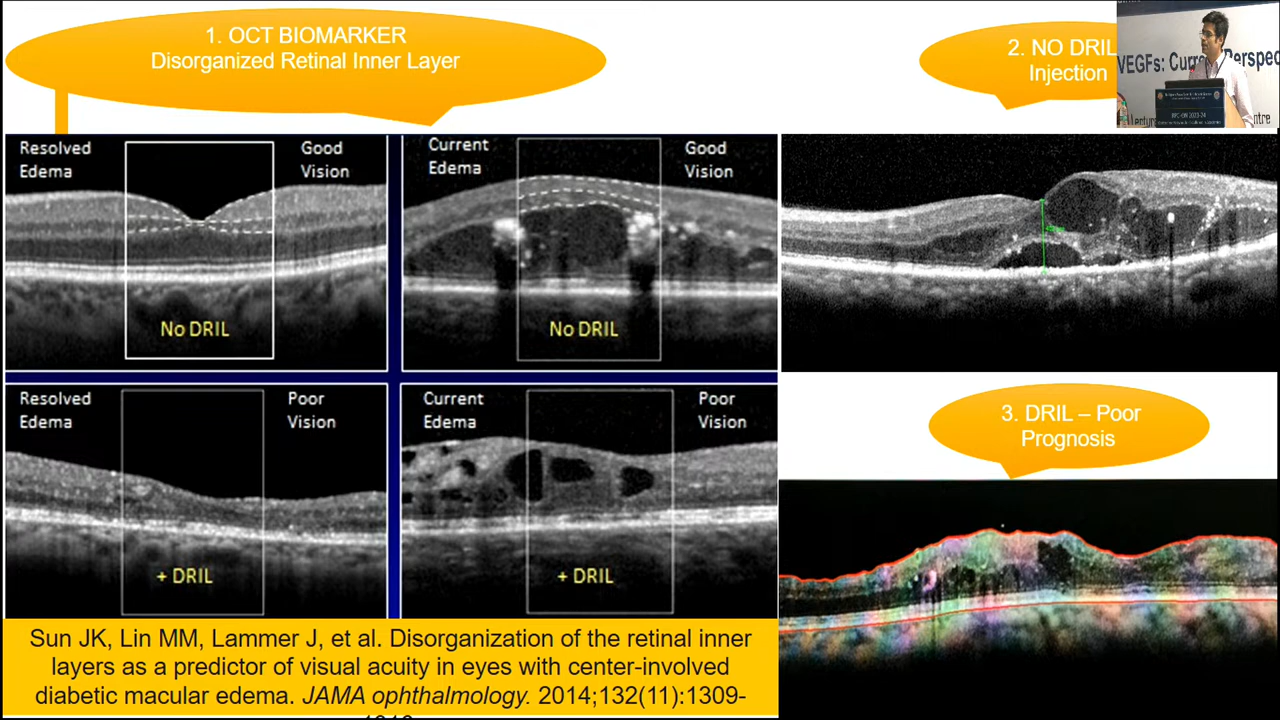 1. OCT BIOMARKER
Disorganized Retinal Inner Layer
2. NO DRIL
Injection
VEGFs: Curr Perspec
Resolved
Edema
Good
Vision
No DRIL
Current
Edema
Good
Vision
No DRIL
Resolved
Edema
Poor
Vision
+ DRIL
Current
Edema
Poor
Vision
+ DRIL
3. DRIL – Poor
Prognosis
Sun JK, Lin MM, Lammer J, et al. Disorganization of the retinal inner
layers as a predictor of visual acuity in eyes with center-involved
diabetic macular edema. JAMA ophthalmology. 2014;132(11):1309-